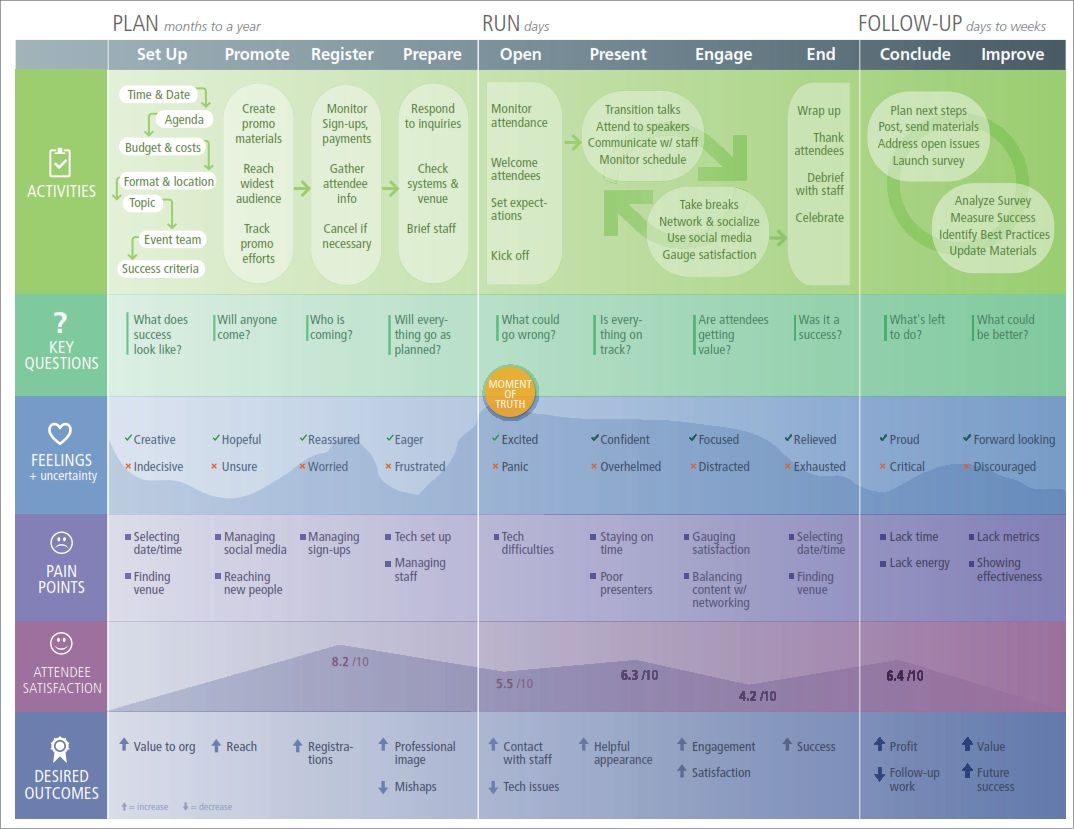 PLAN months to a year
RUN days
FOLLOW-UP days to weeks
Set Up
Promote
Register
Prepare
Open
Present
Engage
End
Conclude
Improve
ACTIVITIES
Time & Date
Agenda
Budget & costs
Format & location
Topic
Event team
Success criteria
Create
promo
materials
Reach
widest
audience
Track
promo
efforts
Monitor
Sign-ups,
payments
Gather
attendee
info
Cancel if
necessary
Respond
to inquiries
Check
systems &
venue
Brief staff
Monitor
attendance
Welcome
attendees
Set expect-
ations
Kick off
Transition talks
Attend to speakers
Communicate w/ staff
Monitor schedule
Take breaks
Network & socialize
Use social media
Gauge satisfaction
Wrap up
Thank
attendees
Debrief
with staff
Celebrate
Plan next steps
Post, send materials
Address open issues
Launch survey
Analyze Survey
Measure Success
Identify Best Practices
Update Materials
?
KEY
QUESTIONS
What does
success
look like?
Will anyone
come?
Who is
coming?
Will every-
thing go as
planned?
What could
go wrong?
Is every-
thing on
track?
Are attendees
getting
value?
Was it a
success?
What's left
to do?
What could
be better?
MOMENT
OF
TRUTH
FEELINGS
+ uncertainty
Creative
Indecisive
Hopeful
Unsure
Reassured
Worried
Eager
Frustrated
Excited
Panic
Confident
Overhelmed
Focused
Distracted
Relieved
Exhausted
Proud
Critical
Forward looking
Discouraged
PAIN
POINTS
Selecting
date/time
Finding
venue
Managing
social media
Reaching
new people
Managing
sign-ups
Tech set up
Managing
staff
Tech
difficulties
Staying on
time
Poor
presenters
Gauging
satisfaction
Balancing
content w/
networking
Selecting
date/time
Finding
venue
Lack time
Lack energy
Lack metrics
Showing
effectiveness
ATTENDEE
SATISFACTION
8.2 /10
5.5 /10
6.3 /10
4.2 /10
6.4 /10
DESIRED
OUTCOMES
Value to org
Reach
Registra-
tions
Professional
image
Mishaps
Contact
with staff
Tech issues
Helpful
appearance
Engagement
Satisfaction
Success
Profit
Follow-up
work
Value
Future
success
= increase
= decrease